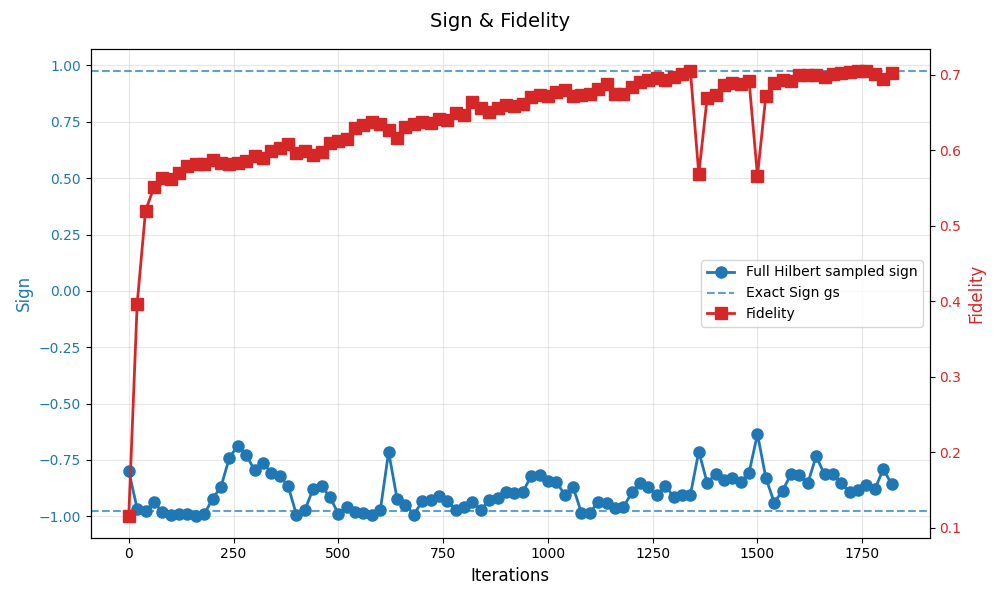 Sign & Fidelity
1.00
0.75
0.50
0.25
0.00
−0.25
−0.50
−0.75
−1.00
Sign
0.7
0.6
0.5
0.4
0.3
0.2
0.1
Fidelity
Full Hilbert sampled sign
Exact Sign gs
Fidelity
0 250 500 750 1000 1250 1500 1750
Iterations